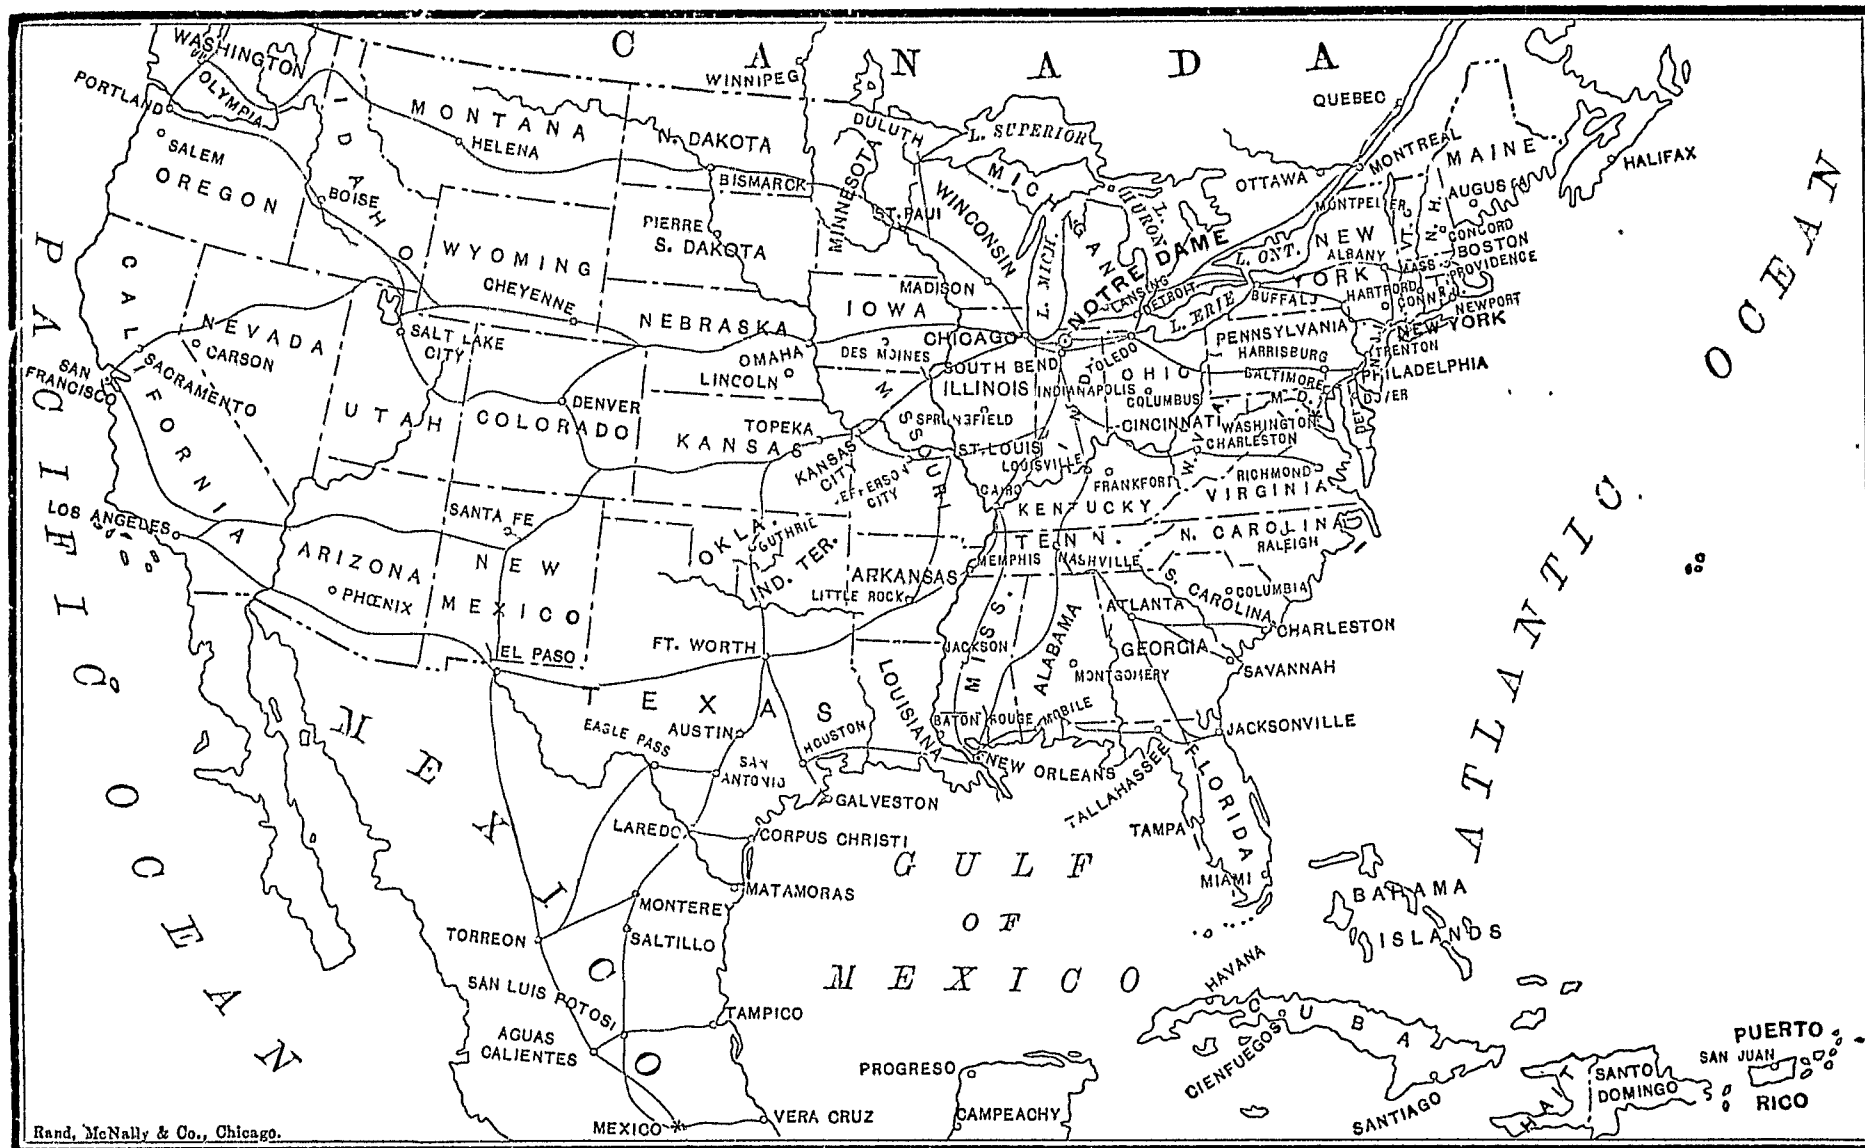 CANADA
WASHINGTON
OLYMPIA
PORTLAND
SALEM
OREGON
IDAHO
BOISE
MONTANA
HELENA
WINNIPEG
N. DAKOTA
BISMARCK
PIERRE
S. DAKOTA
MINNESOTA
DULUTH
ST. PAUL
L. SUPERIOR
MICHIGAN
WINCONSIN
MADISON
L. MICH.
L. HURON
NOTRE DAME
LANSING
DETROIT
L. ERIE
L. ONT.
OTTAWA
QUEBEC
MONTREAL
MAINE
AUGUSTA
HALIFAX
MONTPELIER
VT.
N. H.
CONCORD
BOSTON
MASS.
PROVIDENCE
NEW YORK
ALBANY
BUFFALO
HARTFORD
CONN.
NEWPORT
NEW YORK
N.J.
TRENTON
PENNSYLVANIA
HARRISBURG
PHILADELPHIA
BALTIMORE
M D.
DEL.
DOVER
WASHINGTON
WYOMING
CHEYENNE
CALIFORNIA
NEVADA
CARSON
SACRAMENTO
SAN FRANCISCO
LOS ANGELES
SALT LAKE CITY
UTAH
COLORADO
DENVER
NEBRASKA
OMAHA
LINCOLN
IOWA
DES MOINES
CHICAGO
SOUTH BEND
TOLEDO
ILLINOIS
SPRINGFIELD
IND.
INDIANAPOLIS
OHIO
COLUMBUS
CINCINNATI
W. VA.
CHARLESTON
RICHMOND
VIRGINIA
KANSAS
TOPEKA
KANSAS CITY
MISSOURI
JEFFERSON CITY
ST. LOUIS
LOUISVILLE
CAIRO
FRANKFORT
KENTUCKY
TENN.
MEMPHIS
NASHVILLE
N. CAROLINA
RALEIGH
S. CAROLINA
COLUMBIA
CHARLESTON
ARIZONA
PHŒNIX
NEW MEXICO
SANTA FE
OKLA.
GUTHRIE
IND. TER.
ARKANSAS
LITTLE ROCK
MISS.
JACKSON
ALABAMA
MONTGOMERY
MOBILE
ATLANTA
GEORGIA
SAVANNAH
EL PASO
FT. WORTH
TEXAS
AUSTIN
EAGLE PASS
SAN ANTONIO
HOUSTON
GALVESTON
LOUISIANA
BATON ROUGE
NEW ORLEANS
TALLAHASSEE
JACKSONVILLE
FLORIDA
TAMPA
MIAMI
LAREDO
CORPUS CHRISTI
MATAMORAS
MEXICO
MONTEREY
SALTILLO
TORREON
SAN LUIS POTOSI
TAMPICO
AGUAS CALIENTES
MEXICO
VERA CRUZ
PROGRESO
CAMPEACHY
GULF OF MEXICO
BAHAMA ISLANDS
HAVANA
CUBA
CIENFUEGOS
SANTIAGO
HAITI
SANTO DOMINGO
SAN JUAN
PUERTO RICO
PACIFIC OCEAN
ATLANTIC OCEAN
Rand, McNally & Co., Chicago.